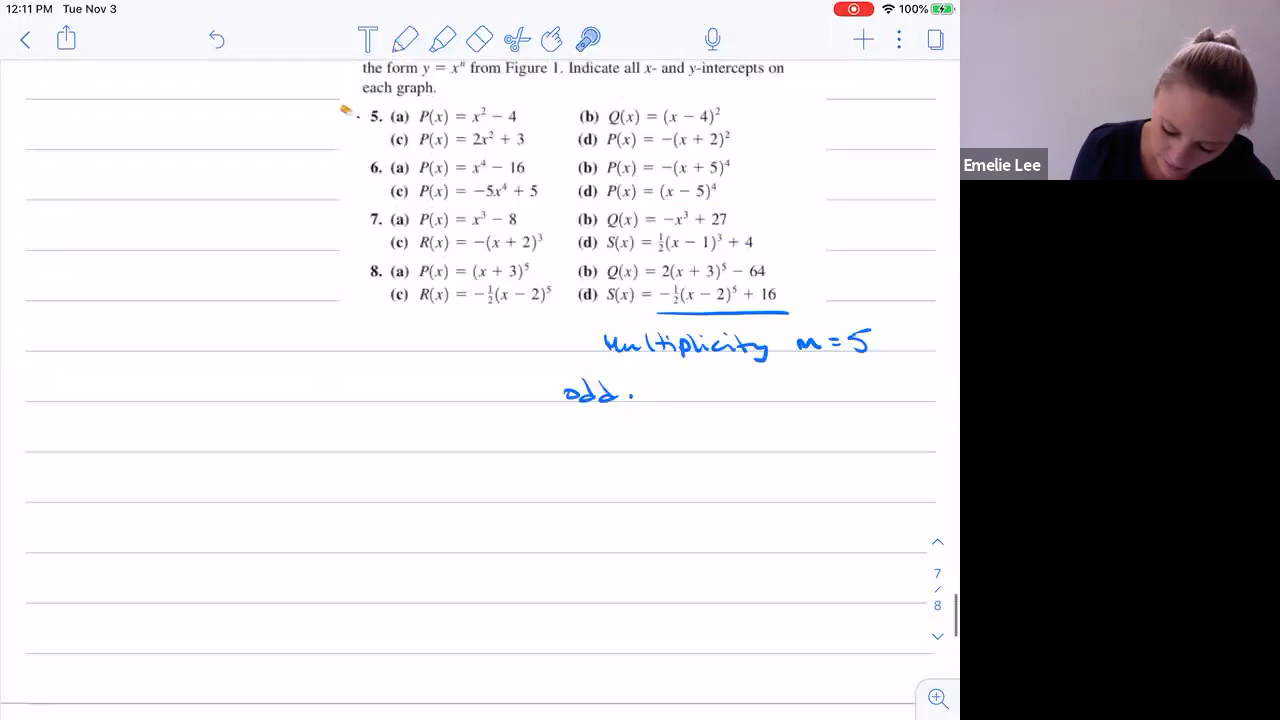 12:11 PM Tue Nov 3
100%
the form y = xⁿ from Figure 1. Indicate all x- and y-intercepts on
each graph.
5. (a) P(x) = x² − 4 (b) Q(x) = (x − 4)²
(c) P(x) = 2x² + 3 (d) P(x) = −(x + 2)²
6. (a) P(x) = x⁴ − 16 (b) P(x) = −(x + 5)⁴
(c) P(x) = −5x⁴ + 5 (d) P(x) = (x − 5)⁴
7. (a) P(x) = x³ − 8 (b) Q(x) = −x³ + 27
(c) R(x) = −(x + 2)³ (d) S(x) = ½(x − 1)³ + 4
8. (a) P(x) = (x + 3)⁵ (b) Q(x) = 2(x + 3)⁵ − 64
(c) R(x) = −½(x − 2)⁵ (d) S(x) = −½(x − 2)⁵ + 16
Multiplicity m = 5
odd.
7
/
8
Emelie Lee